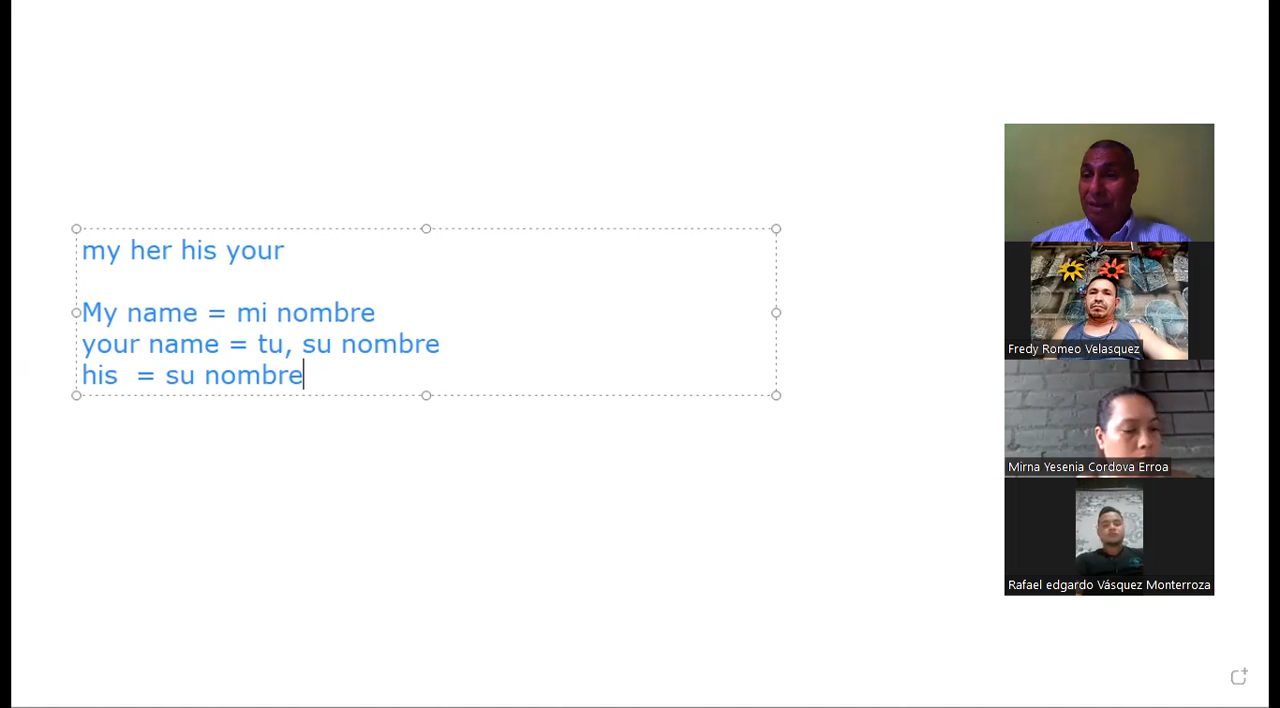 my her his your
My name = mi nombre
your name = tu, su nombre
his  = su nombre
Fredy Romeo Velasquez
Mirna Yesenia Cordova Erroa
Rafael edgardo Vásquez Monterroza